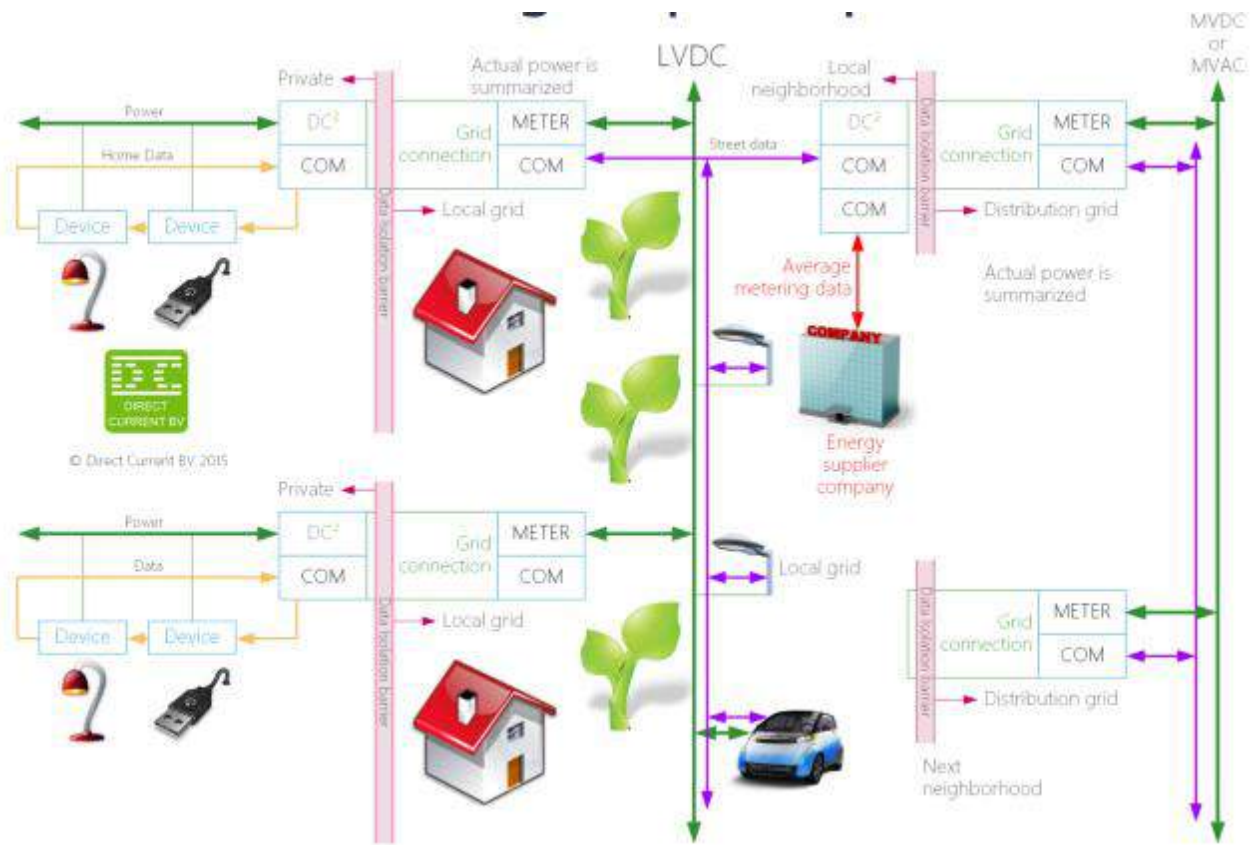 MVDC
or
MVAC
LVDC
Private
Actual power is
summarized
Local
neighborhood
Power
DC²
Grid
connection
METER
COM
COM
Home Data
Street data
DC²
COM
COM
Grid
connection
METER
COM
Data isolation barrier
Data isolation barrier
Device
Device
Local grid
Distribution grid
Average
metering data
Actual power is
summarized
COMPANY
DC
DIRECT
CURRENT BV
© Direct Current BV 2015
Energy
supplier
company
Private
Power
DC²
Grid
connection
METER
COM
COM
Data
Data isolation barrier
Device
Device
Local grid
Local grid
Data isolation barrier
Grid
connection
METER
COM
Distribution grid
Next
neighborhood